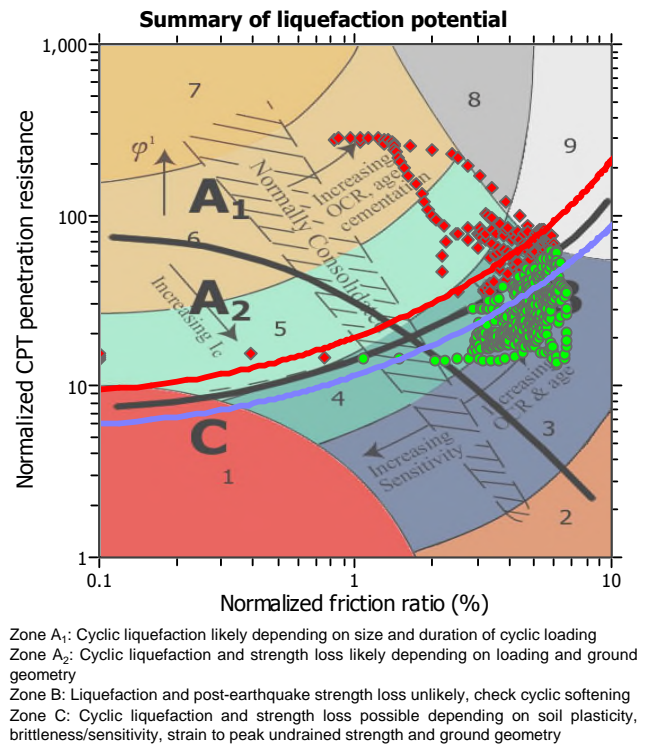 Summary of liquefaction potential
Normalized CPT penetration resistance
1,000
100
10
1
7
8
9
φ¹
A1
Normally Consolidated
Increasing
OCR, age,
cementation
6
A2
Increasing Ic
5
B
4
Increasing
OCR & age
3
C
Increasing
Sensitivity
1
2
0.1
1
10
Normalized friction ratio (%)
Zone A1: Cyclic liquefaction likely depending on size and duration of cyclic loading
Zone A2: Cyclic liquefaction and strength loss likely depending on loading and ground
geometry
Zone B: Liquefaction and post-earthquake strength loss unlikely, check cyclic softening
Zone C: Cyclic liquefaction and strength loss possible depending on soil plasticity,
brittleness/sensitivity, strain to peak undrained strength and ground geometry